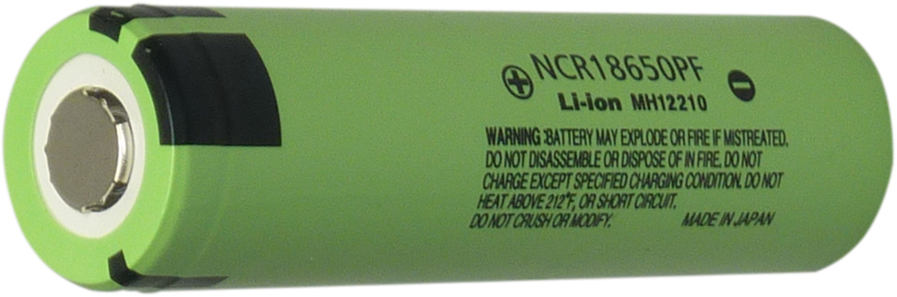 NCR18650PF
Li-ion MH12210
WARNING :BATTERY MAY EXPLODE OR FIRE IF MISTREATED.
DO NOT DISASSEMBLE OR DISPOSE OF IN FIRE. DO NOT
CHARGE EXCEPT SPECIFIED CHARGING CONDITION. DO NOT
HEAT ABOVE 212°F, OR SHORT CIRCUIT.
DO NOT CRUSH OR MODIFY. MADE IN JAPAN